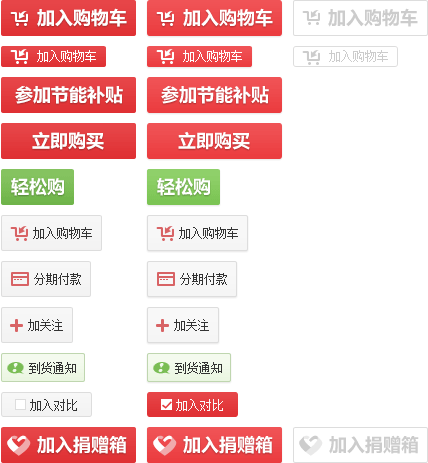 加入购物车 加入购物车 加入购物车
加入购物车 加入购物车 加入购物车
参加节能补贴 参加节能补贴
立即购买 立即购买
轻松购 轻松购
加入购物车 加入购物车
分期付款 分期付款
加关注 加关注
到货通知 到货通知
加入对比 加入对比
加入捐赠箱 加入捐赠箱 加入捐赠箱